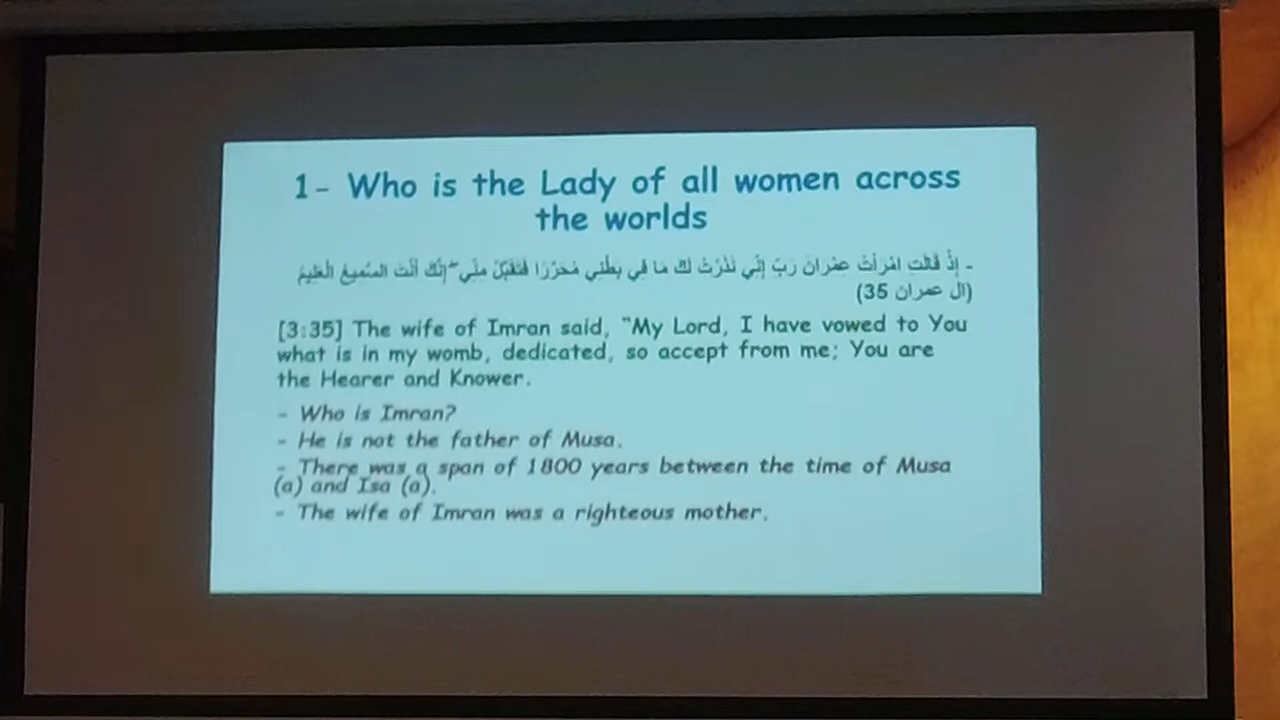 1- Who is the Lady of all women across
the worlds
- إِذْ قَالَتِ امْرَأَتُ عِمْرَانَ رَبِّ إِنِّي نَذَرْتُ لَكَ مَا فِي بَطْنِي مُحَرَّرًا فَتَقَبَّلْ مِنِّي ۖ إِنَّكَ أَنْتَ السَّمِيعُ الْعَلِيمُ
(ال عمران 35)
[3:35] The wife of Imran said, "My Lord, I have vowed to You
what is in my womb, dedicated, so accept from me; You are
the Hearer and Knower.
- Who is Imran?
- He is not the father of Musa.
- There was a span of 1800 years between the time of Musa
(a) and Isa (a).
- The wife of Imran was a righteous mother.